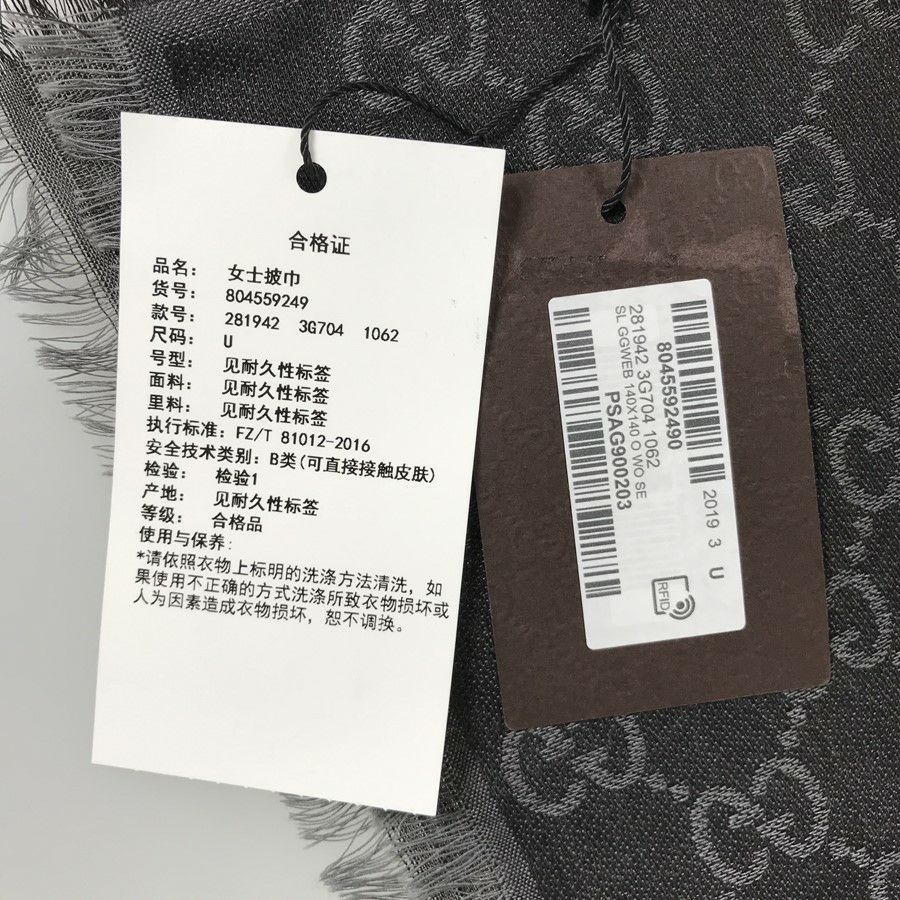 合格证
品名： 女士披巾
货号： 804559249
款号： 281942 3G704 1062
尺码： U
号型： 见耐久性标签
面料： 见耐久性标签
里料： 见耐久性标签
执行标准：FZ/T 81012-2016
安全技术类别：B类(可直接接触皮肤)
检验： 检验1
产地： 见耐久性标签
等级： 合格品
使用与保养:
*请依照衣物上标明的洗涤方法清洗，如
果使用不正确的方式洗涤所致衣物损坏或
人为因素造成衣物损坏，恕不调换。
8045592490
281942 3G704 1062
SL GGWEB 140X140 O WO SE
PSAG900203
2019 3 U
RFID